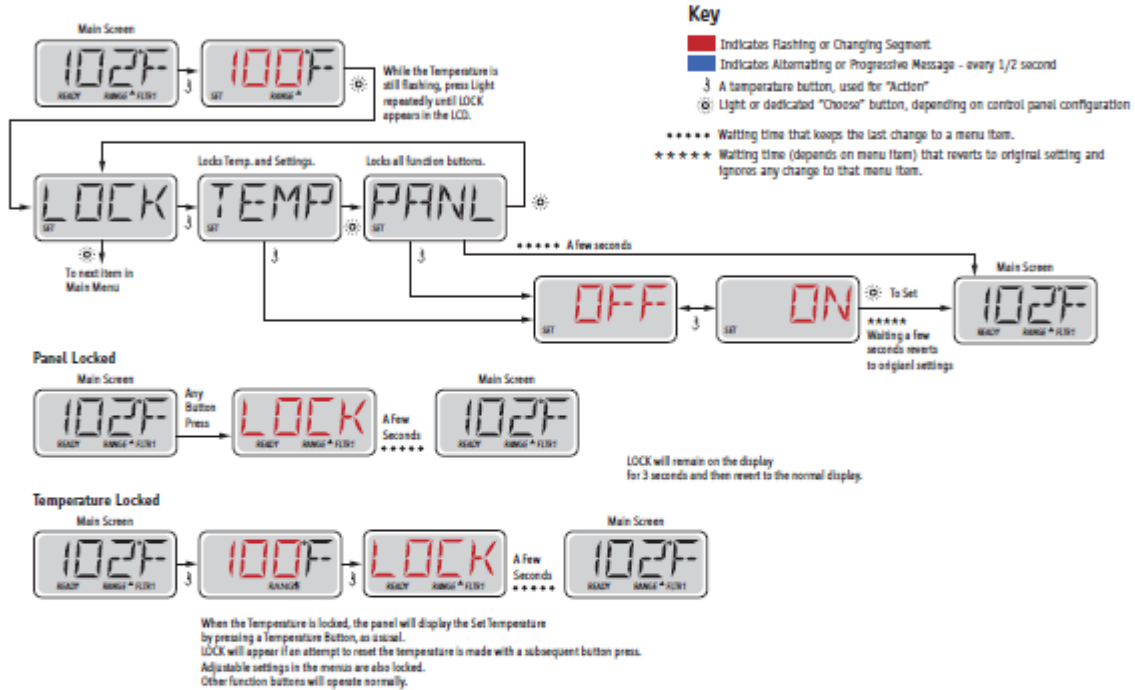 Key
Indicates Flashing or Changing Segment
Indicates Alternating or Progressive Message - every 1/2 second
A temperature button, used for "Action"
Light or dedicated "Choose" button, depending on control panel configuration
••••• Waiting time that keeps the last change to a menu item.
★★★★★ Waiting time (depends on menu item) that reverts to original setting and
ignores any change to that menu item.
Main Screen
102°F
READY RANGE FLTR1
100°F
SET RANGE
While the Temperature is
still flashing, press Light
repeatedly until LOCK
appears in the LCD.
Locks Temp. and Settings.
Locks all function buttons.
LOCK
SET
TEMP
SET
PANL
SET
To next item in
Main Menu
••••• A few seconds
OFF
SET
ON
SET
To Set
★★★★★
Waiting a few
seconds reverts
to origianl settings
Main Screen
102°F
READY RANGE FLTR1
Panel Locked
Main Screen
102°F
READY RANGE FLTR1
Any
Button
Press
LOCK
READY RANGE FLTR1
A Few
Seconds
•••••
Main Screen
102°F
READY RANGE FLTR1
LOCK will remain on the display
for 3 seconds and then revert to the normal display.
Temperature Locked
Main Screen
102°F
READY RANGE FLTR1
100°F
RANGE
LOCK
READY RANGE FLTR1
A Few
Seconds
•••••
Main Screen
102°F
READY RANGE FLTR1
When the Temperature is locked, the panel will display the Set Temperature
by pressing a Temperature Button, as ususal.
LOCK will appear if an attempt to reset the temperature is made with a subsequent button press.
Adjustable settings in the menus are also locked.
Other function buttons will operate normally.